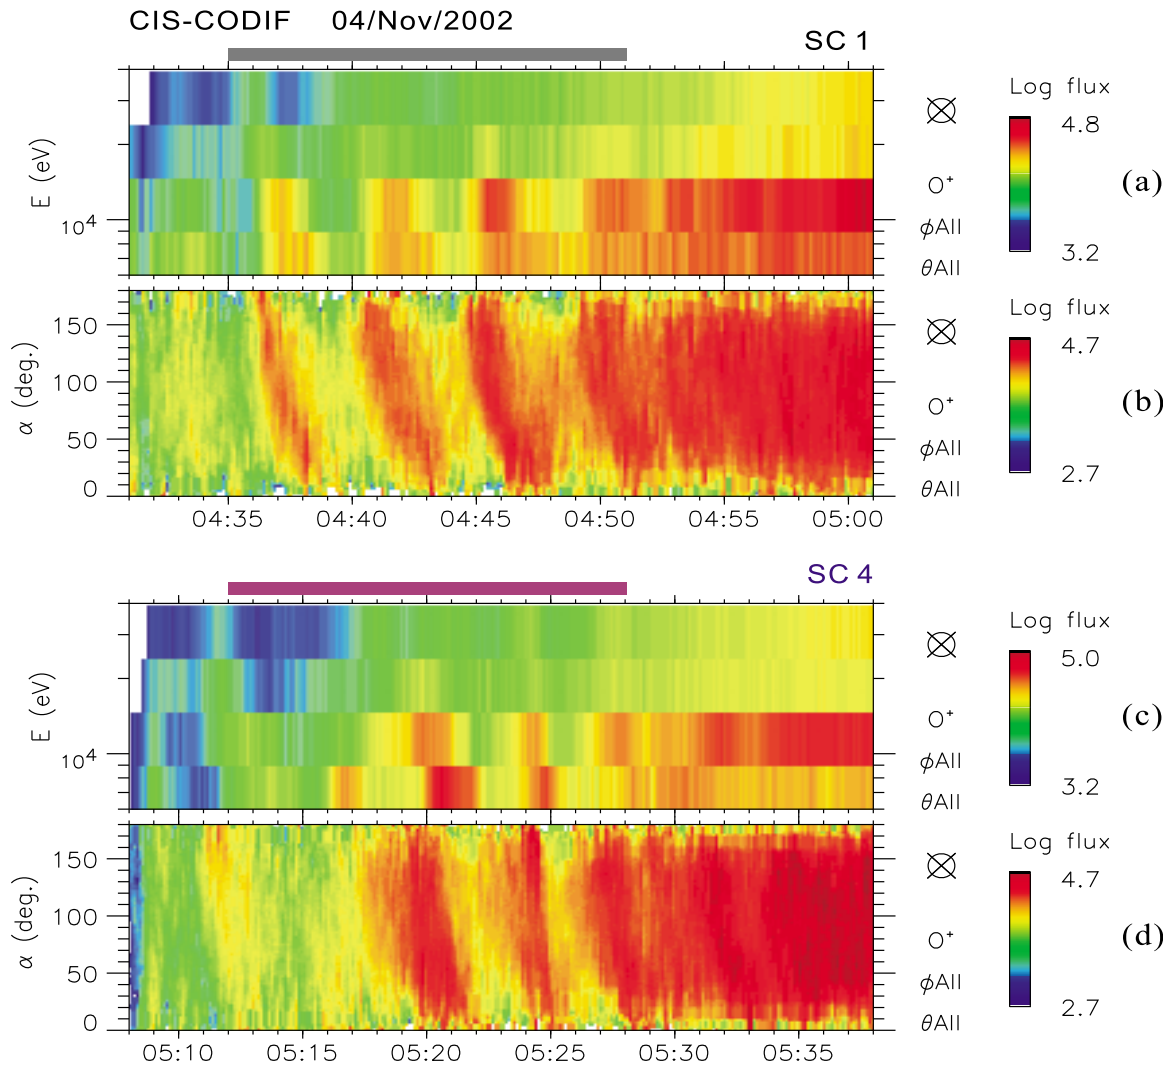 CIS-CODIF 04/Nov/2002
SC 1
E (eV)
10⁴
Log flux
4.8
3.2
O⁺
ϕAll
θAll
(a)
α (deg.)
150
100
50
0
Log flux
4.7
2.7
O⁺
ϕAll
θAll
(b)
04:35 04:40 04:45 04:50 04:55 05:00
SC 4
E (eV)
10⁴
Log flux
5.0
3.2
O⁺
ϕAll
θAll
(c)
α (deg.)
150
100
50
0
Log flux
4.7
2.7
O⁺
ϕAll
θAll
(d)
05:10 05:15 05:20 05:25 05:30 05:35